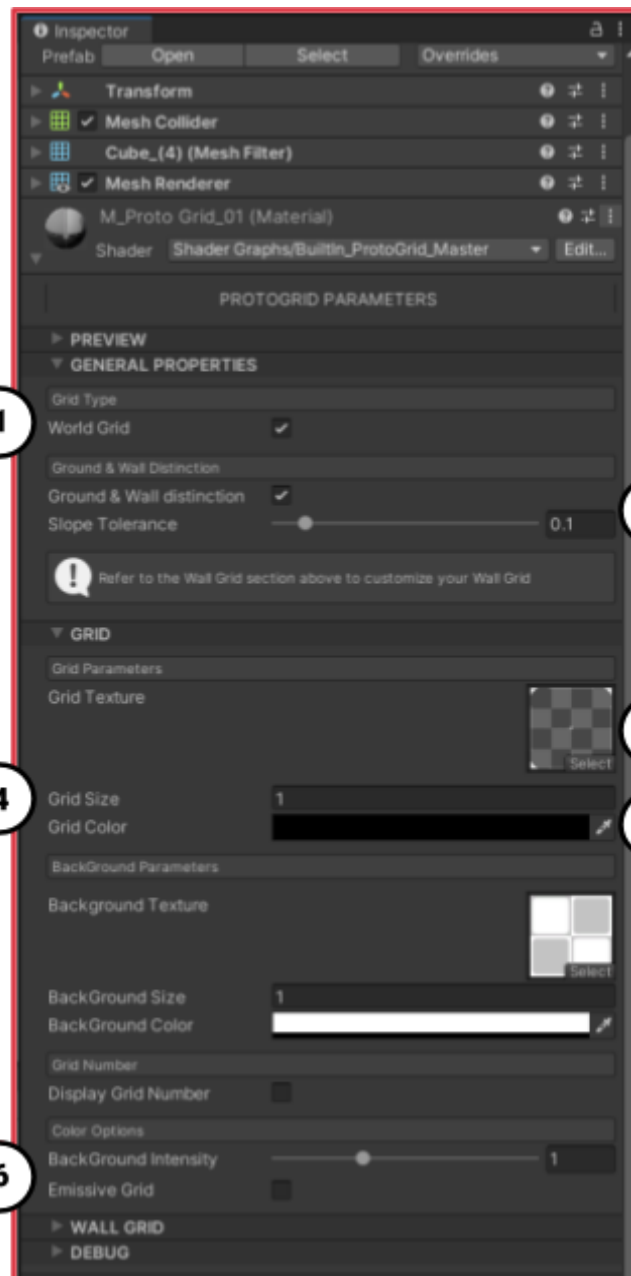 Inspector
Prefab Open Select Overrides
Transform
Mesh Collider
Cube_(4) (Mesh Filter)
Mesh Renderer
M_Proto Grid_01 (Material)
Shader Shader Graphs/BuiltIn_ProtoGrid_Master Edit...
PROTOGRID PARAMETERS
PREVIEW
GENERAL PROPERTIES
Grid Type
1
World Grid
Ground & Wall Distinction
Ground & Wall distinction
Slope Tolerance 0.1
Refer to the Wall Grid section above to customize your Wall Grid
GRID
Grid Parameters
Grid Texture
Select
4 Grid Size 1
Grid Color
BackGround Parameters
Background Texture
Select
BackGround Size 1
BackGround Color
Grid Number
Display Grid Number
Color Options
BackGround Intensity 1
Emissive Grid
WALL GRID
DEBUG